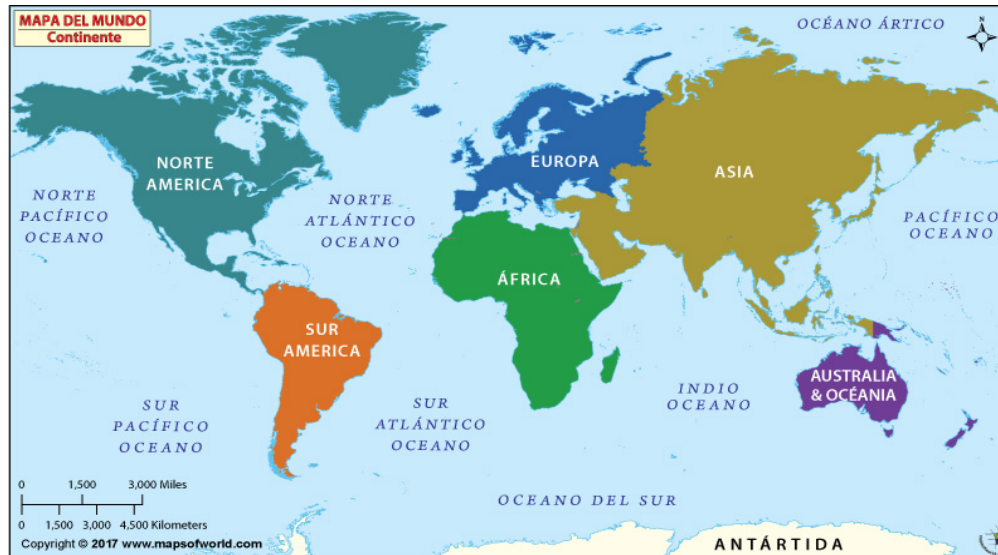 MAPA DEL MUNDO
Continente
OCÉANO ÁRTICO
N
NORTE
AMERICA
EUROPA
ASIA
NORTE
PACÍFICO
OCEANO
NORTE
ATLÁNTICO
OCEANO
PACÍFICO
OCEANO
ÁFRICA
SUR
AMERICA
AUSTRALIA
& OCÉANIA
INDIO
OCEANO
SUR
PACÍFICO
OCEANO
SUR
ATLÁNTICO
OCEANO
OCEANO DEL SUR
0 1,500 3,000 Miles
0 1,500 3,000 4,500 Kilometers
Copyright © 2017 www.mapsofworld.com
ANTÁRTIDA